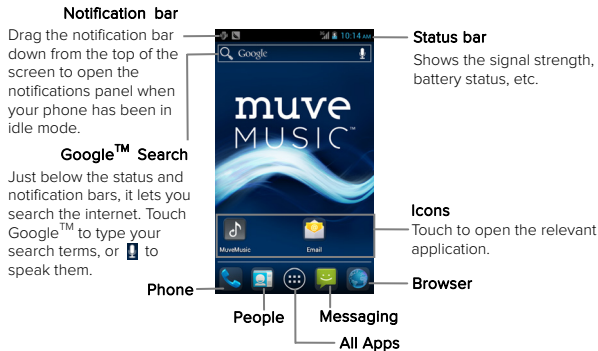 Notification bar
Drag the notification bar
down from the top of the
screen to open the
notifications panel when
your phone has been in
idle mode.
Google™ Search
Just below the status and
notification bars, it lets you
search the internet. Touch
Google™ to type your
search terms, or to
speak them.
Phone
People
All Apps
Messaging
Browser
Icons
Touch to open the relevant
application.
Status bar
Shows the signal strength,
battery status, etc.
10:14 AM
Google
muve
MUSIC™
MuveMusic
Email